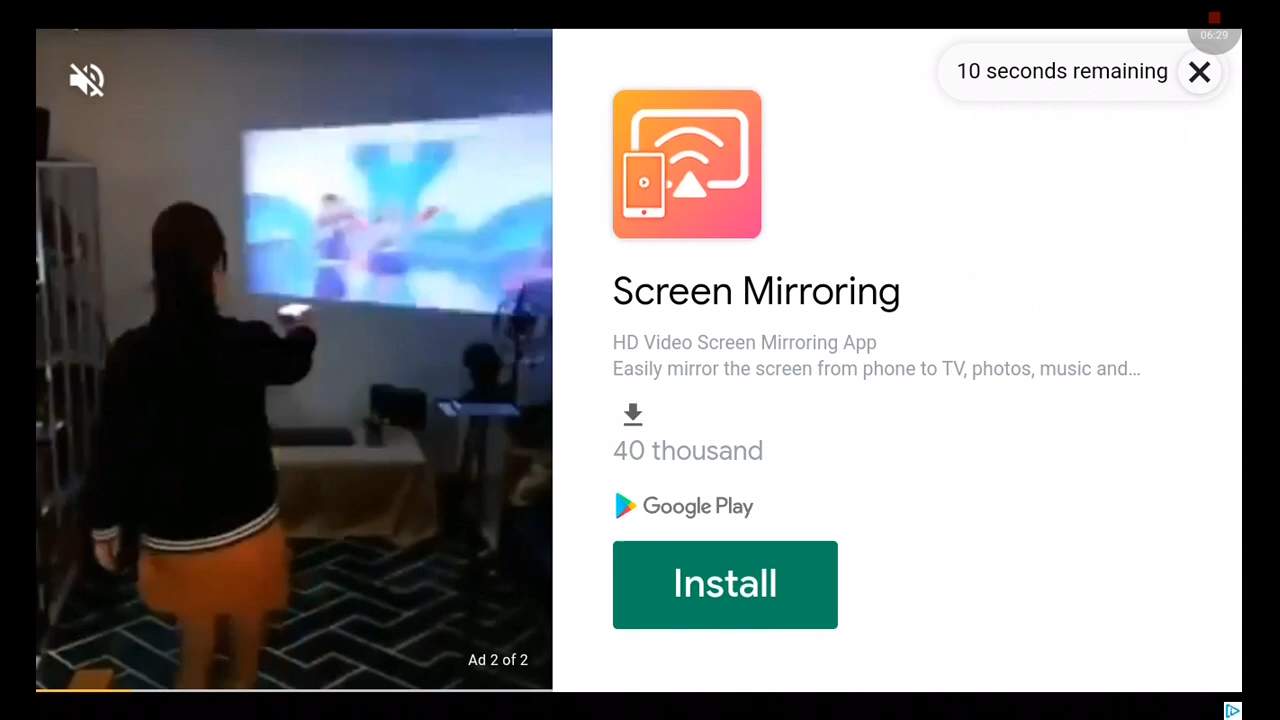 06:29
10 seconds remaining
Screen Mirroring
HD Video Screen Mirroring App
Easily mirror the screen from phone to TV, photos, music and...
40 thousand
Google Play
Install
Ad 2 of 2